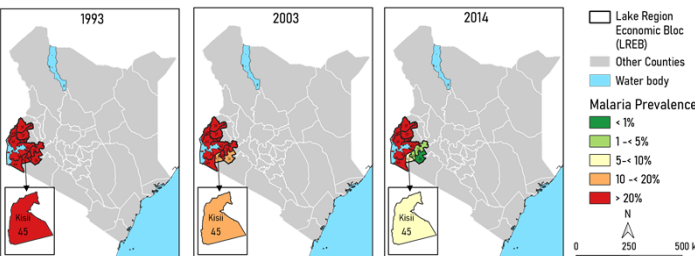 1993
2003
2014
Kisii
45
Kisii
45
Kisii
45
Lake Region
Economic Bloc
(LREB)
Other Counties
Water body
Malaria Prevalence
< 1%
1 -< 5%
5-< 10%
10 -< 20%
> 20%
N
0 250 500 k